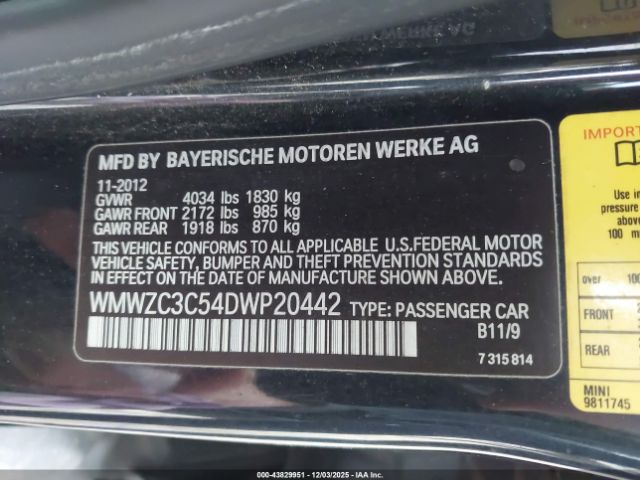 MFD BY BAYERISCHE MOTOREN WERKE AG
11-2012
GVWR 4034 lbs 1830 kg
GAWR FRONT 2172 lbs 985 kg
GAWR REAR 1918 lbs 870 kg
THIS VEHICLE CONFORMS TO ALL APPLICABLE U.S.FEDERAL MOTOR
VEHICLE SAFETY, BUMPER, AND THEFT PREVENTION STANDARDS
IN EFFECT ON THE DATE OF MANUFACTURE SHOWN ABOVE.
WMWZC3C54DWP20442 TYPE: PASSENGER CAR
B11/9
7 315 814
IMPORT
Use
pressure
above
100 m
over 100
FRONT
REAR
MINI
9811745
000-43829951 - 12/03/2025 - IAA Inc.